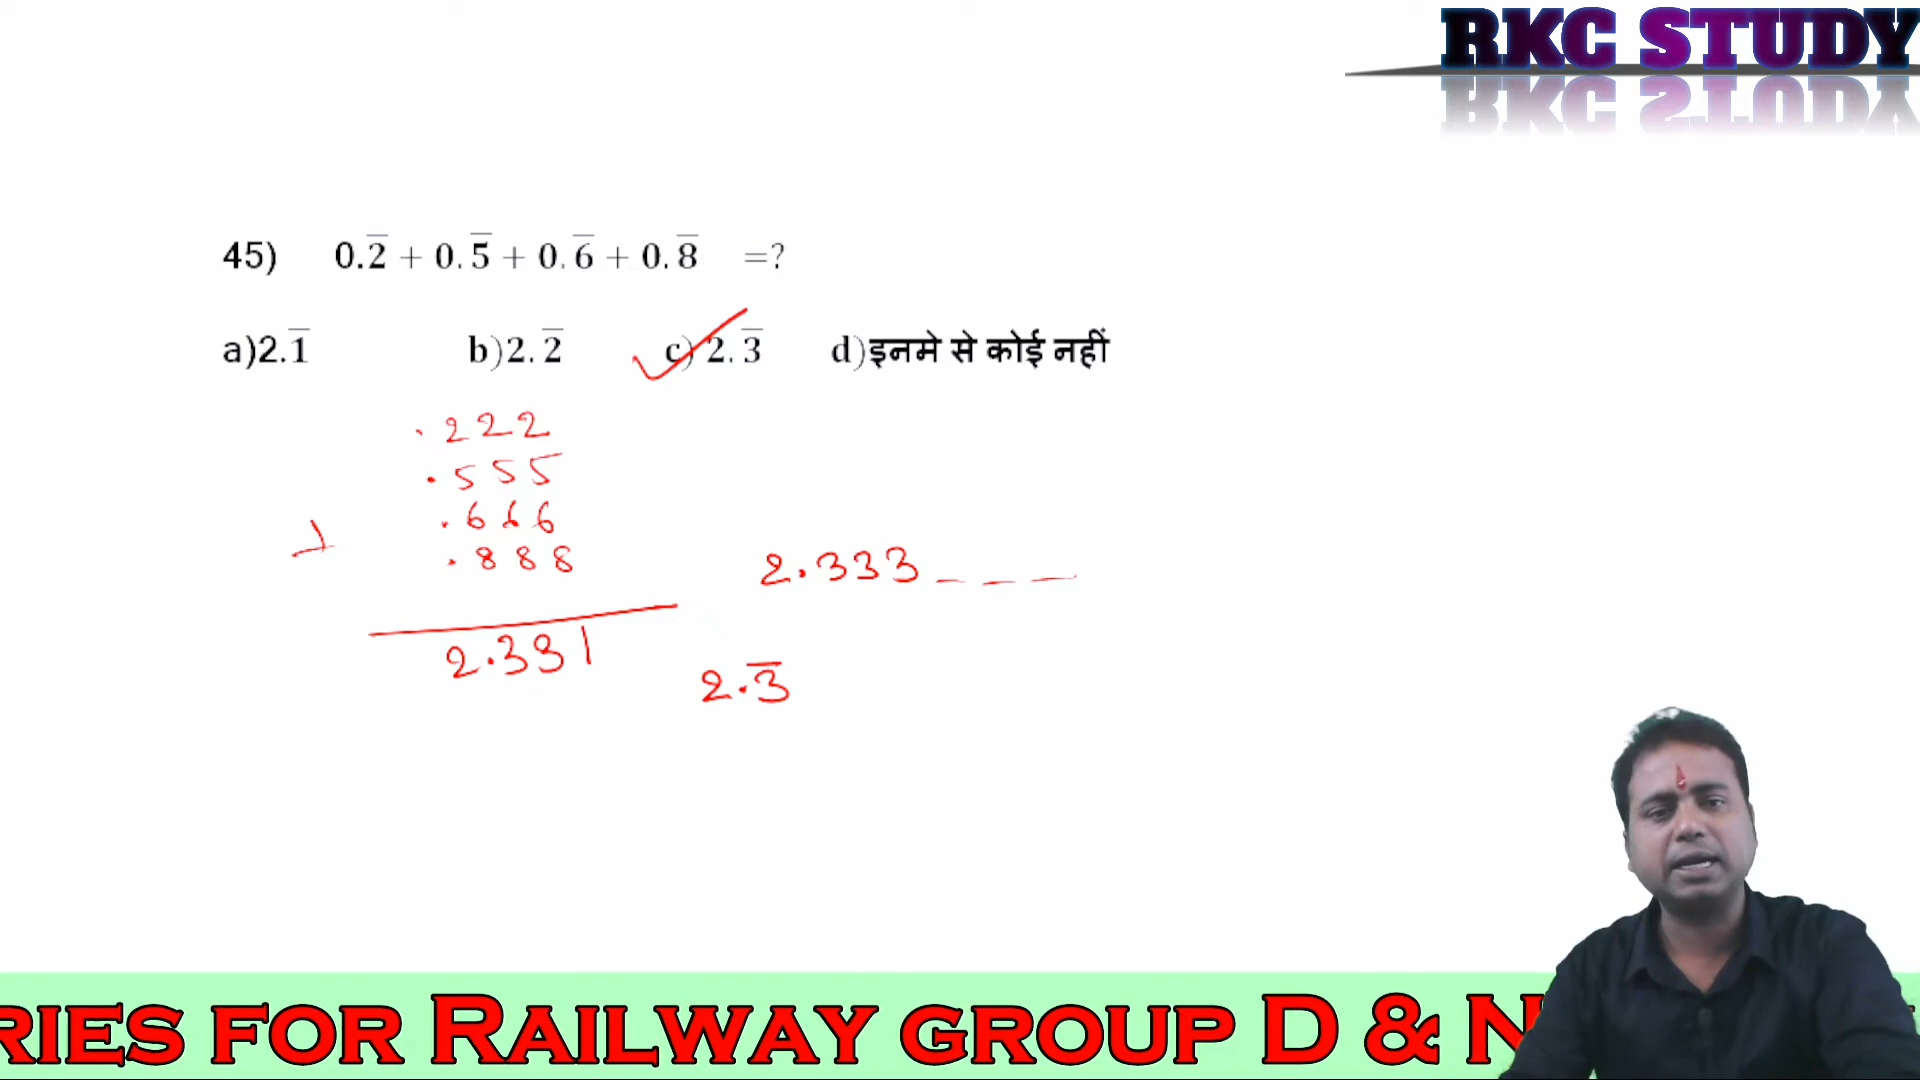 RKC STUDY
45) 0.2̅ + 0.5̅ + 0.6̅ + 0.8̅ =?
a)2.1̅ b)2.2̅ c) 2.3̅ d)इनमे से कोई नहीं
.222
.555
.666
+ .888
2.331
2.333 _ _ _
2.3̅
RIES FOR RAILWAY GROUP D & N